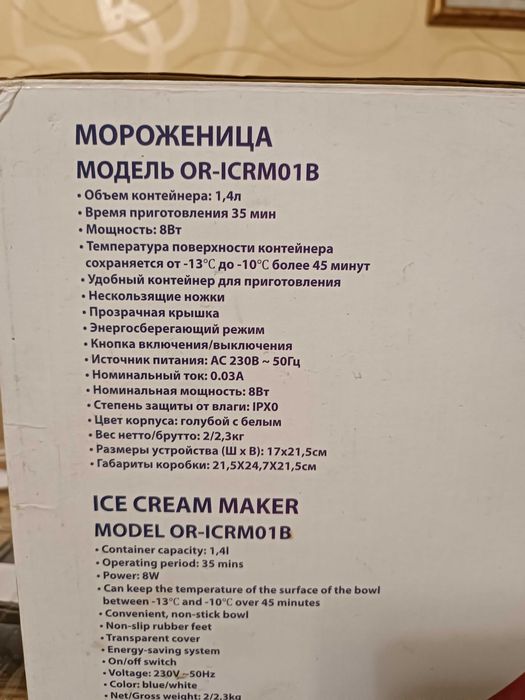 МОРОЖЕНИЦА
МОДЕЛЬ OR-ICRM01B
• Объем контейнера: 1,4л
• Время приготовления 35 мин
• Мощность: 8Вт
• Температура поверхности контейнера
сохраняется от -13℃ до -10℃ более 45 минут
• Удобный контейнер для приготовления
• Нескользящие ножки
• Прозрачная крышка
• Энергосберегающий режим
• Кнопка включения/выключения
• Источник питания: AC 230В ~ 50Гц
• Номинальный ток: 0.03А
• Номинальная мощность: 8Вт
• Степень защиты от влаги: IPX0
• Цвет корпуса: голубой с белым
• Вес нетто/брутто: 2/2,3кг
• Размеры устройства (Ш х В): 17х21,5см
• Габариты коробки: 21,5Х24,7Х21,5см
ICE CREAM MAKER
MODEL OR-ICRM01B
• Container capacity: 1,4l
• Operating period: 35 mins
• Power: 8W
• Can keep the temperature of the surface of the bowl
between -13℃ and -10℃ over 45 minutes
• Convenient, non-stick bowl
• Non-slip rubber feet
• Transparent cover
• Energy-saving system
• On/off switch
• Voltage: 230V ~50Hz
• Color: blue/white
• Net/Gross weight: 2/2,3kg